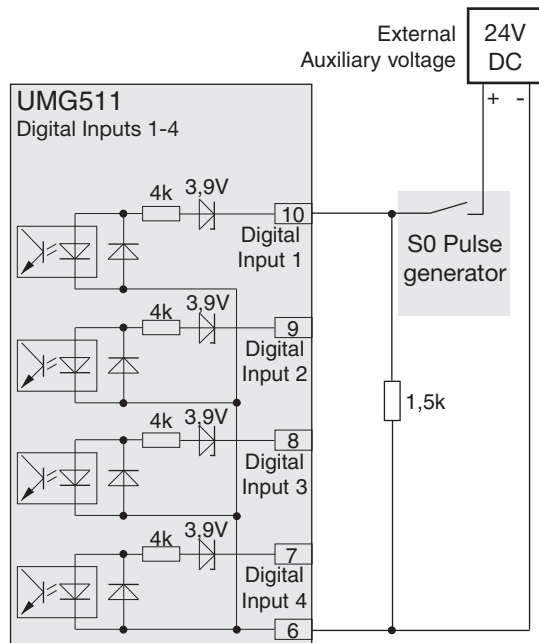 External
Auxiliary voltage
24V
DC
+ -
UMG511
Digital Inputs 1-4
4k
3,9V
10
Digital
Input 1
S0 Pulse
generator
4k
3,9V
9
Digital
Input 2
1,5k
4k
3,9V
8
Digital
Input 3
4k
3,9V
7
Digital
Input 4
6